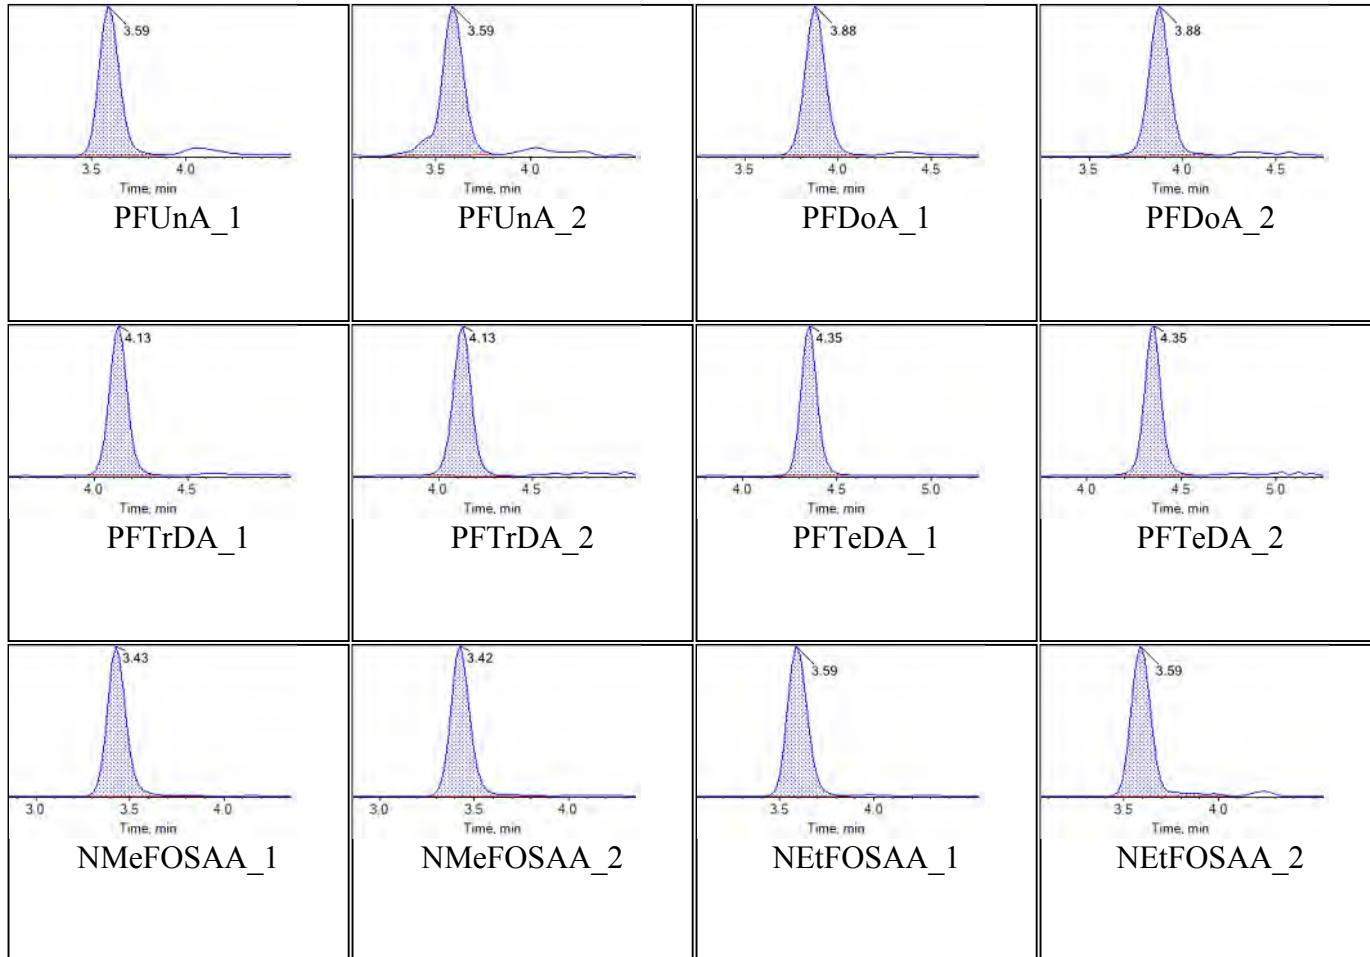 3.59
3.5 4.0
Time, min
PFUnA_1
3.59
3.5 4.0
Time, min
PFUnA_2
3.88
3.5 4.0 4.5
Time, min
PFDoA_1
3.88
3.5 4.0 4.5
Time, min
PFDoA_2
4.13
4.0 4.5
Time, min
PFTrDA_1
4.13
4.0 4.5
Time, min
PFTrDA_2
4.35
4.0 4.5 5.0
Time, min
PFTeDA_1
4.35
4.0 4.5 5.0
Time, min
PFTeDA_2
3.43
3.0 3.5 4.0
Time, min
NMeFOSAA_1
3.42
3.0 3.5 4.0
Time, min
NMeFOSAA_2
3.59
3.5 4.0
Time, min
NEtFOSAA_1
3.59
3.5 4.0
Time, min
NEtFOSAA_2